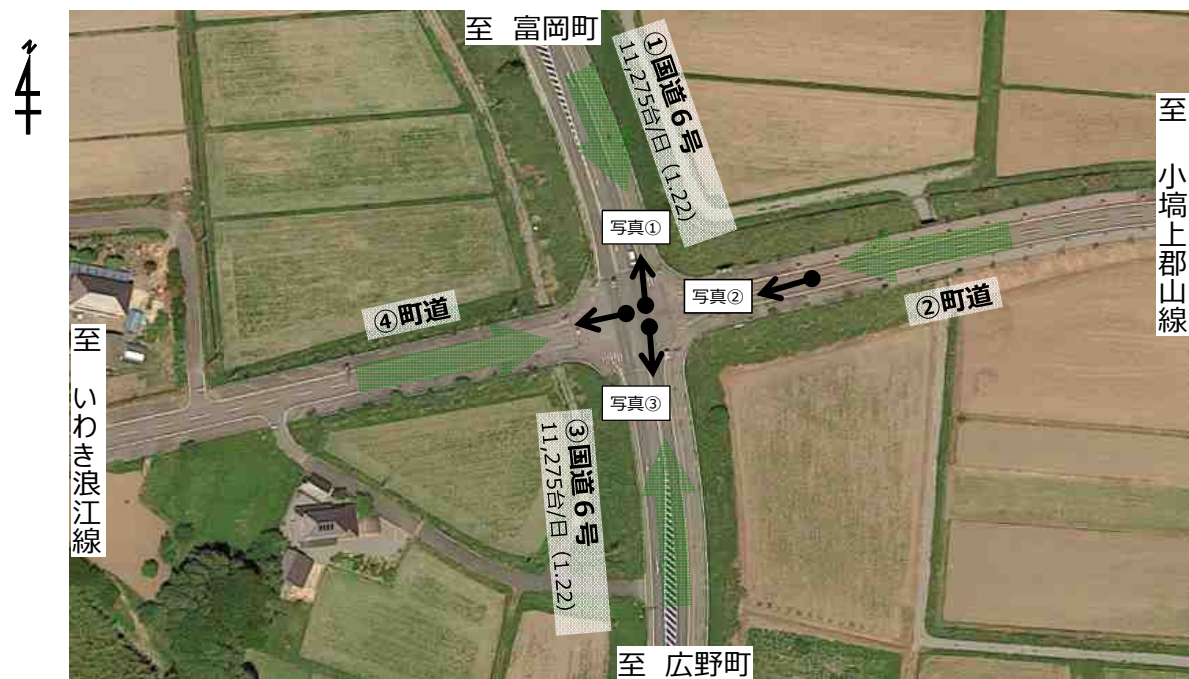 至 富岡町
①国道６号
11,275台/日（1.22）
至 小塙上郡山線
写真①
写真②
②町道
④町道
至 いわき浪江線
写真③
③国道６号
11,275台/日（1.22）
至 広野町